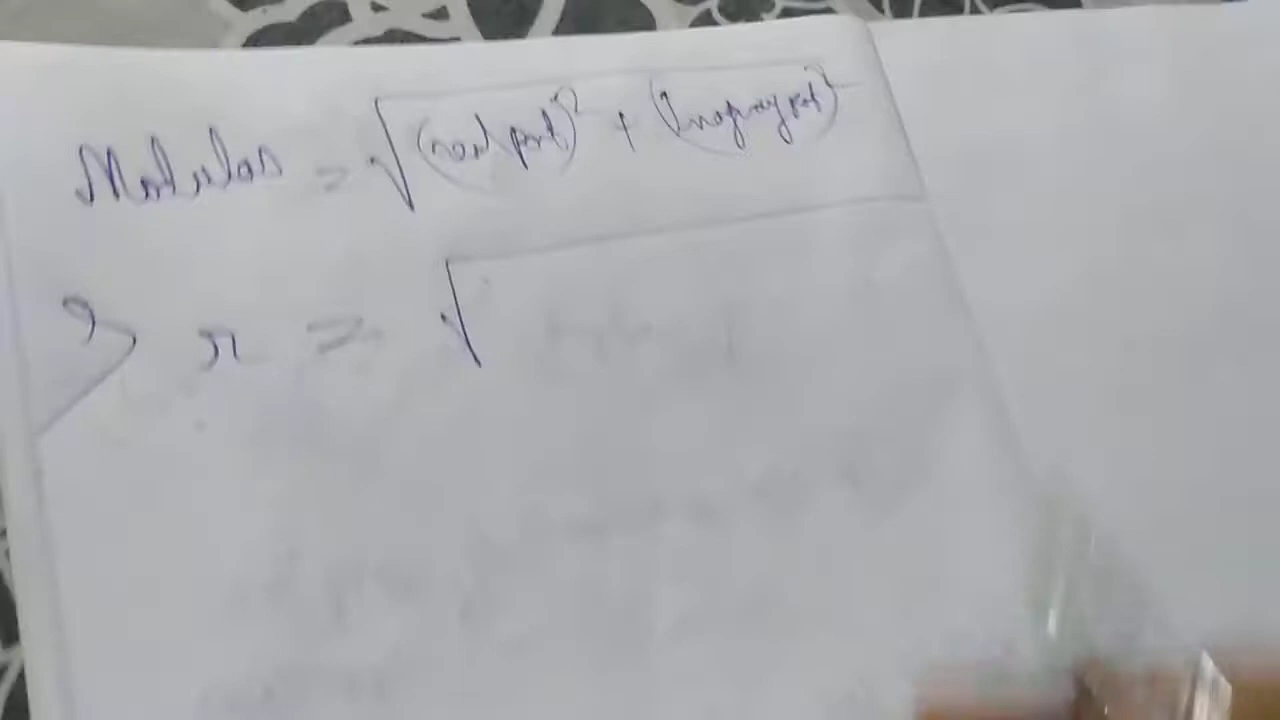 Modulus = √(real part)² + (Imaginary part)²
⇒ r = √